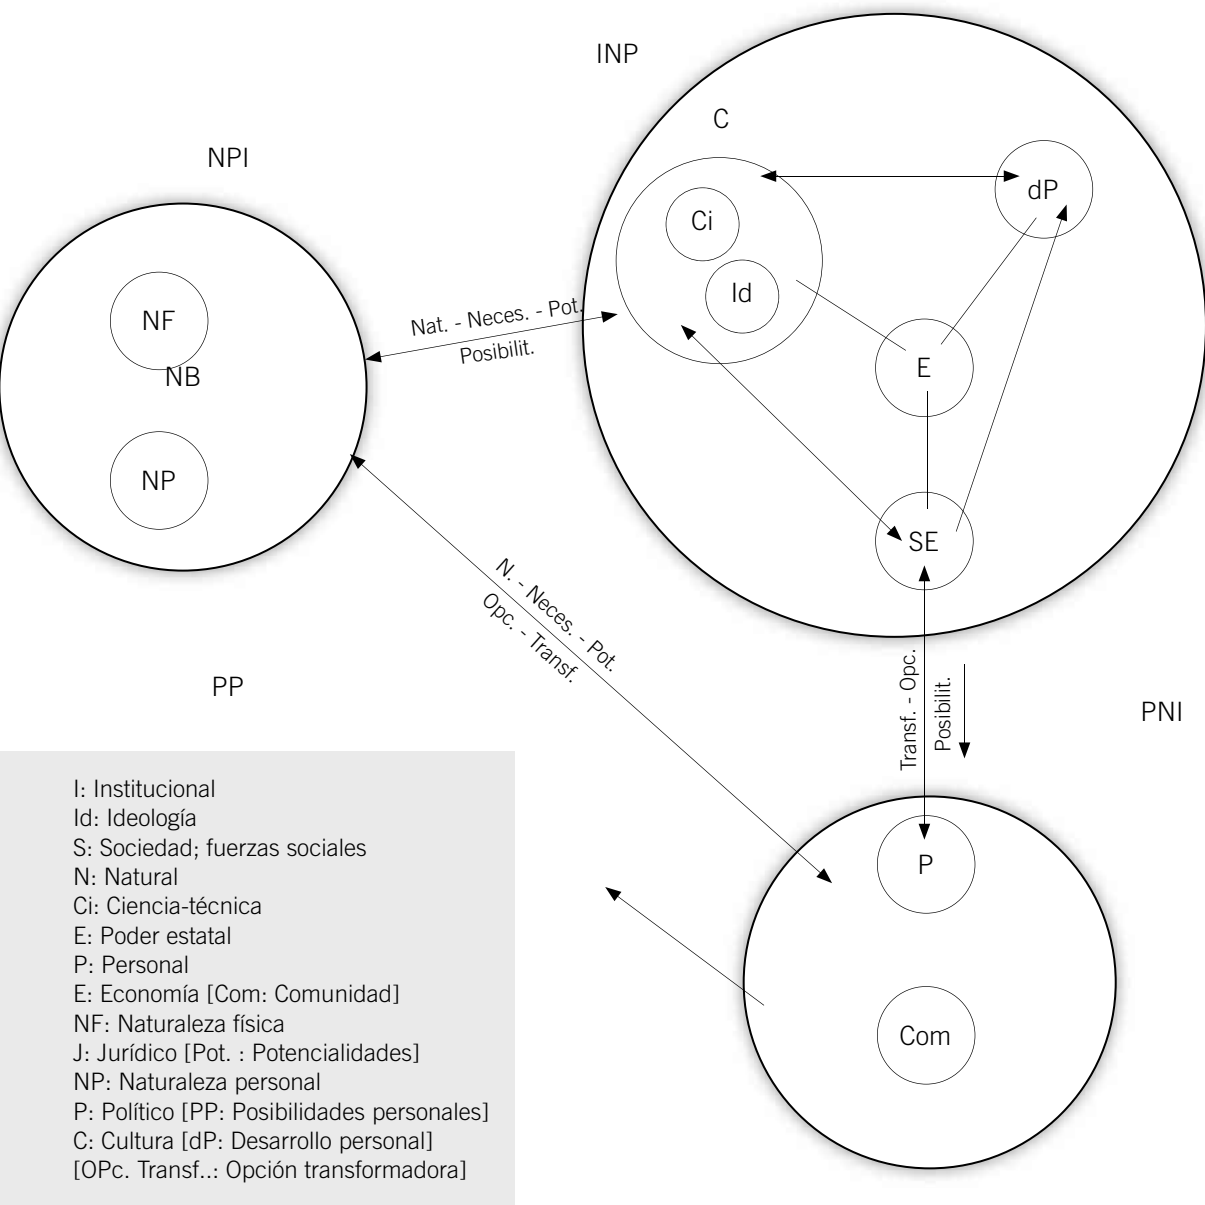 INP
C
NPI
dP
Ci
Id
NF
Nat. - Neces. - Pot.
Posibilit.
E
NB
NP
SE
N. - Neces. - Pot.
Opc. - Transf.
PP
Transf. - Opc.
Posibilit.
PNI
P
Com
I: Institucional
Id: Ideología
S: Sociedad; fuerzas sociales
N: Natural
Ci: Ciencia-técnica
E: Poder estatal
P: Personal
E: Economía [Com: Comunidad]
NF: Naturaleza física
J: Jurídico [Pot. : Potencialidades]
NP: Naturaleza personal
P: Político [PP: Posibilidades personales]
C: Cultura [dP: Desarrollo personal]
[OPc. Transf..: Opción transformadora]